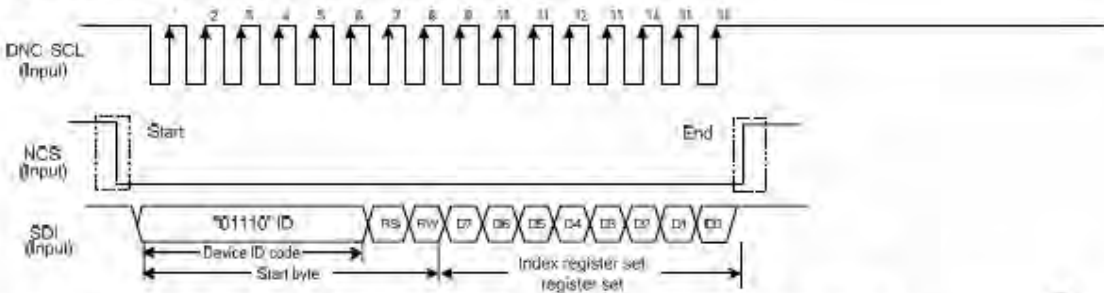 1 2 3 4 5 6 7 8 9 10 11 12 13 14 15 16
DNC_SCL
(Input)
Start
End
NCS
(Input)
SDI
(Input)
"01110" ID
RS
RW
D7
D6
D5
D4
D3
D2
D1
D0
Device ID code
Start byte
Index register set
register set